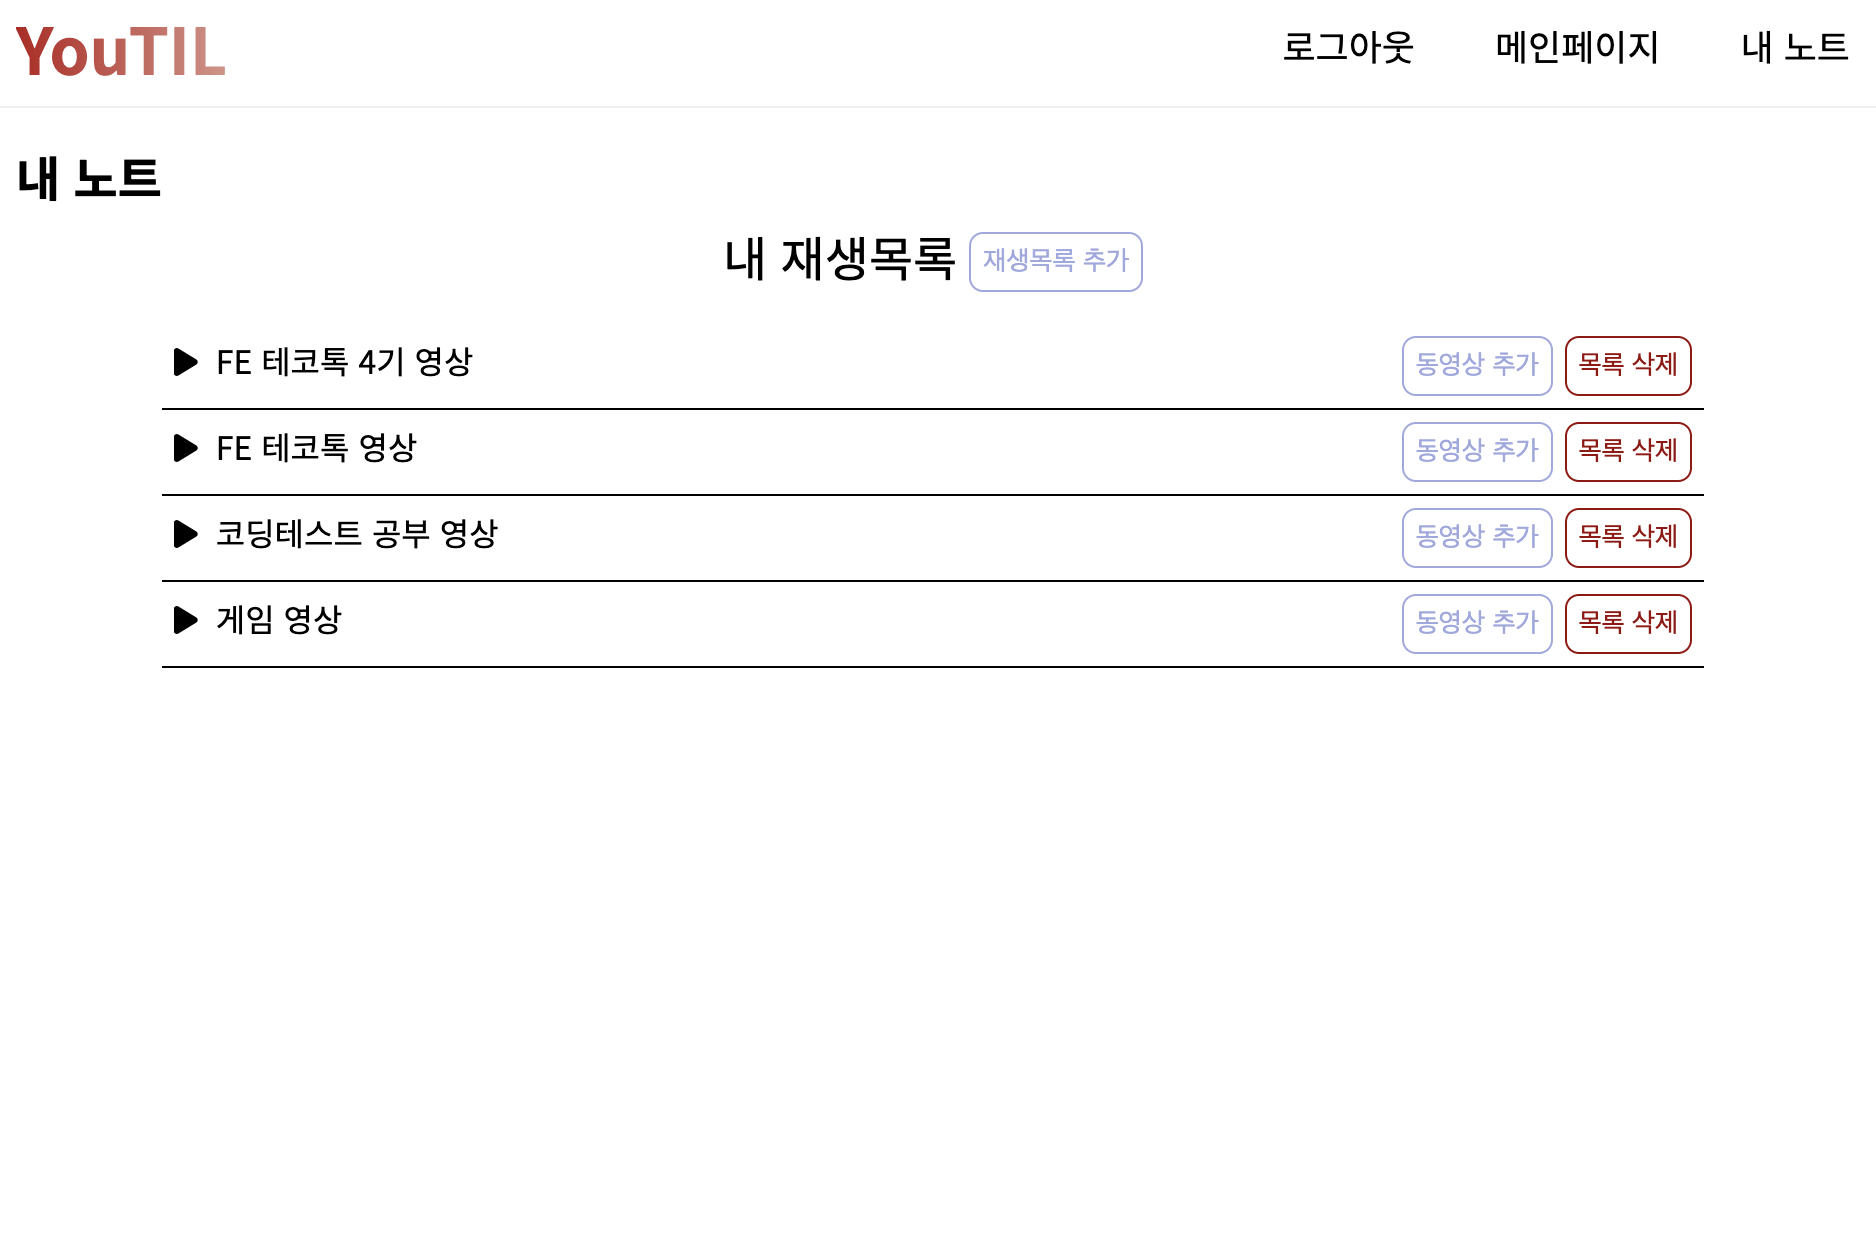 YouTIL 로그아웃 메인페이지 내 노트
내 노트
내 재생목록 재생목록 추가
FE 테코톡 4기 영상 동영상 추가 목록 삭제
FE 테코톡 영상 동영상 추가 목록 삭제
코딩테스트 공부 영상 동영상 추가 목록 삭제
게임 영상 동영상 추가 목록 삭제